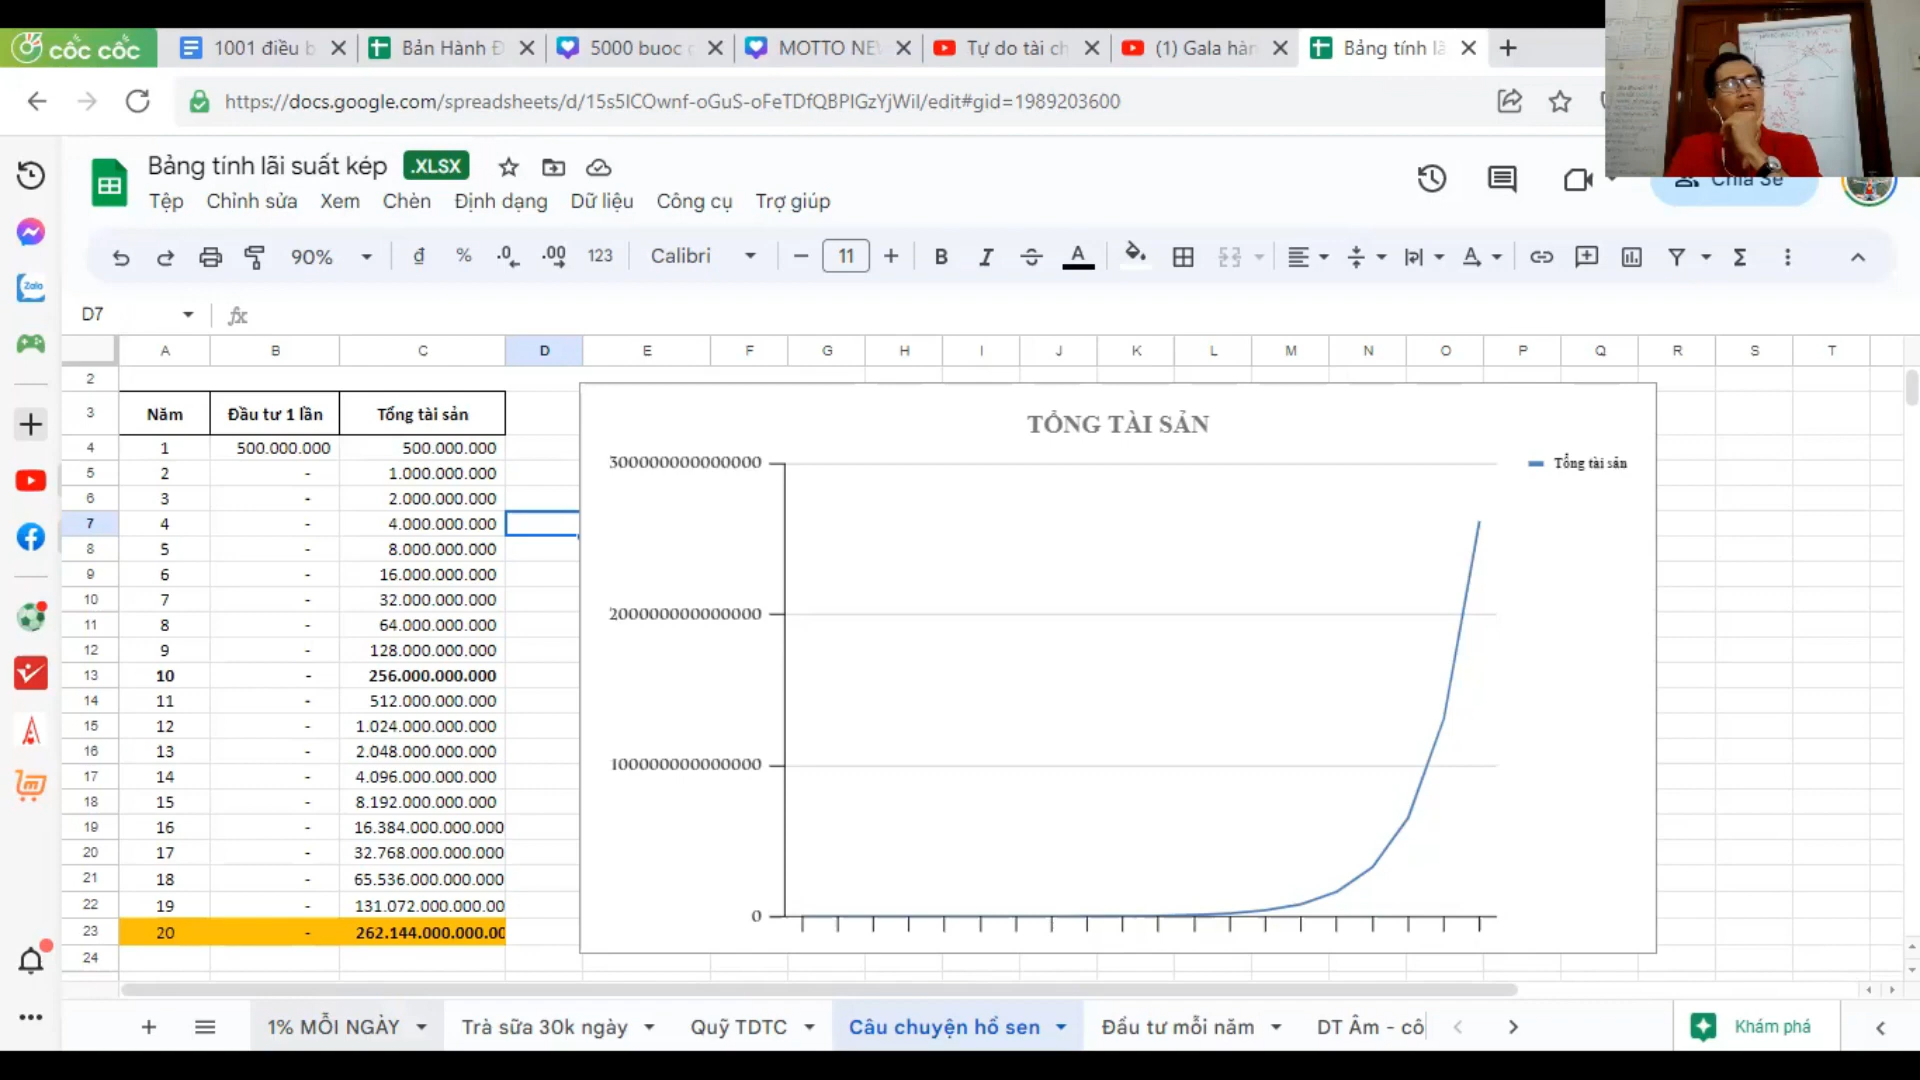 cốc cốc
1001 điều b
Bản Hành Đ
5000 buoc c
MOTTO NE
Tự do tài ch
(1) Gala hàn
Bảng tính lã
https://docs.google.com/spreadsheets/d/15s5ICOwnf-oGuS-oFeTDfQBPIGzYjWiI/edit#gid=1989203600
Bảng tính lãi suất kép .XLSX
Chia sẻ
Tệp Chỉnh sửa Xem Chèn Định dạng Dữ liệu Công cụ Trợ giúp
90% đ % .0 .00 123 Calibri 11 B I S A
Zalo
D7 fx
A B C D E F G H I J K L M N O P Q R S T
2
3 Năm Đầu tư 1 lần Tổng tài sản
4 1 500.000.000 500.000.000
5 2 - 1.000.000.000
6 3 - 2.000.000.000
7 4 - 4.000.000.000
8 5 - 8.000.000.000
9 6 - 16.000.000.000
10 7 - 32.000.000.000
11 8 - 64.000.000.000
12 9 - 128.000.000.000
13 10 - 256.000.000.000
14 11 - 512.000.000.000
15 12 - 1.024.000.000.000
16 13 - 2.048.000.000.000
17 14 - 4.096.000.000.000
18 15 - 8.192.000.000.000
19 16 - 16.384.000.000.000
20 17 - 32.768.000.000.000
21 18 - 65.536.000.000.000
22 19 - 131.072.000.000.00
23 20 - 262.144.000.000.00
24
TỔNG TÀI SẢN
Tổng tài sản
300000000000000
200000000000000
100000000000000
0
1% MỖI NGÀY
Trà sữa 30k ngày
Quỹ TDTC
Câu chuyện hồ sen
Đầu tư mỗi năm
DT Âm - cô
Khám phá